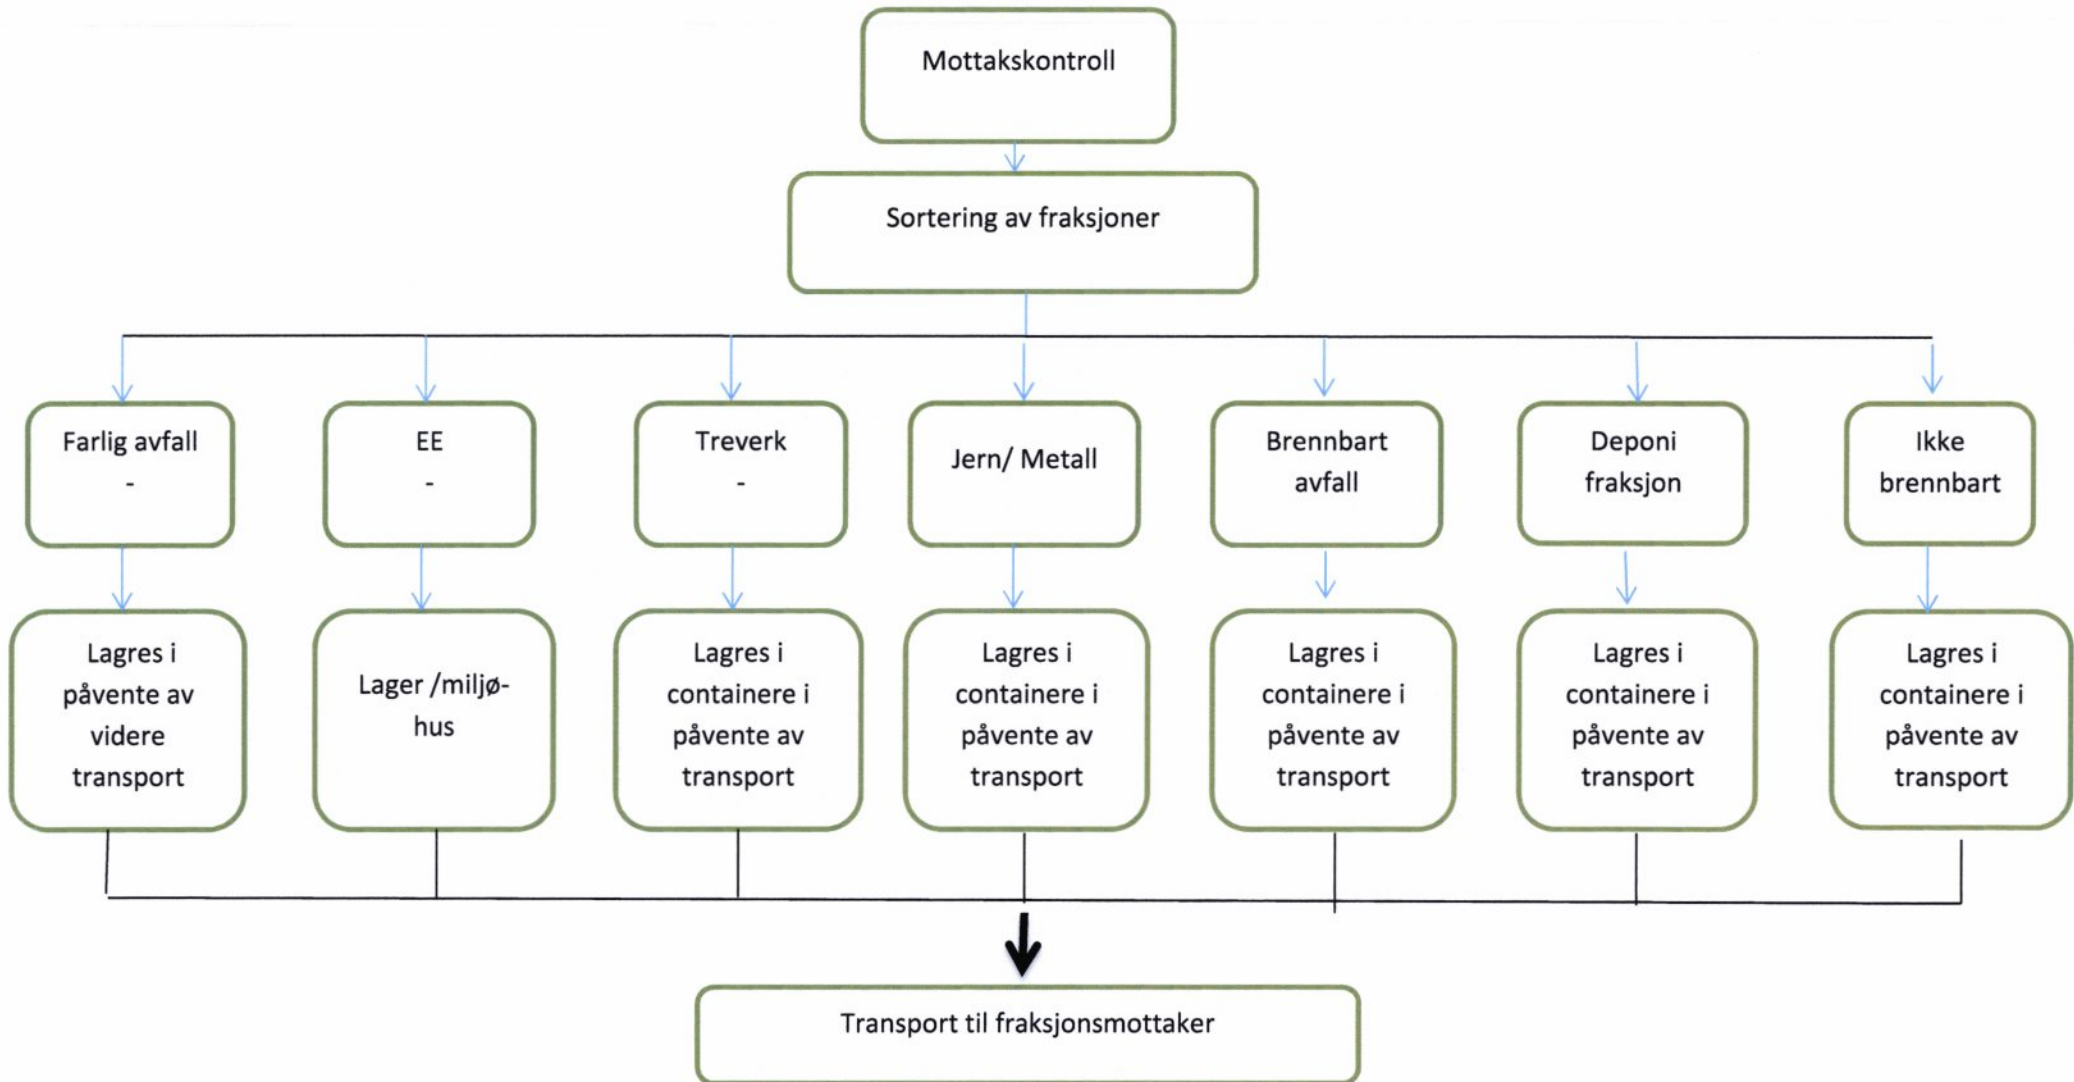 Mottakskontroll
Sortering av fraksjoner
Farlig avfall
-
EE
-
Treverk
-
Jern/ Metall
Brennbart
avfall
Deponi
fraksjon
Ikke
brennbart
Lagres i
påvente av
videre
transport
Lager /miljø-
hus
Lagres i
containere i
påvente av
transport
Lagres i
containere i
påvente av
transport
Lagres i
containere i
påvente av
transport
Lagres i
containere i
påvente av
transport
Lagres i
containere i
påvente av
transport
Transport til fraksjonsmottaker